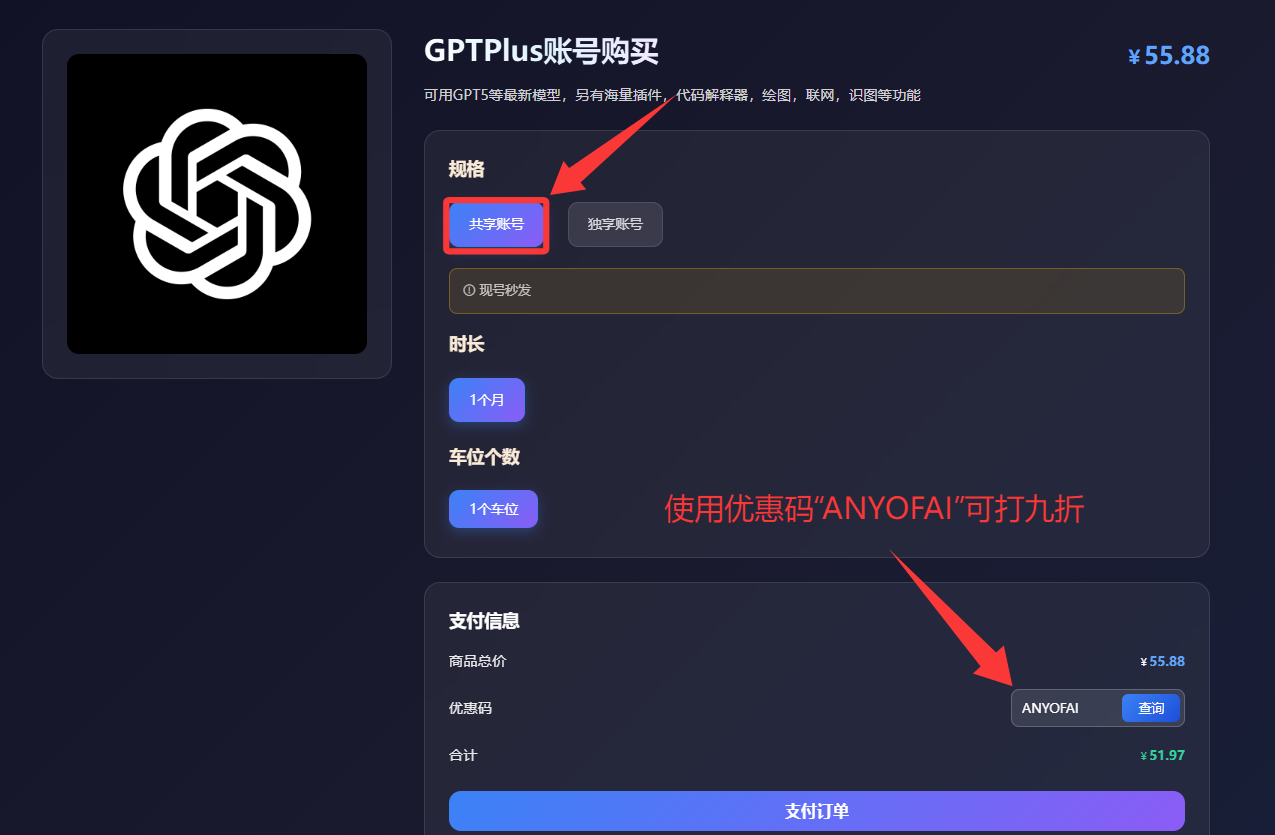 GPTPlus账号购买
¥55.88
可用GPT5等最新模型，另有海量插件，代码解释器，绘图，联网，识图等功能
规格
共享账号
独享账号
现号秒发
时长
1个月
车位个数
1个车位
使用优惠码“ANYOFAI”可打九折
支付信息
商品总价
¥55.88
优惠码
ANYOFAI
查询
合计
¥51.97
支付订单